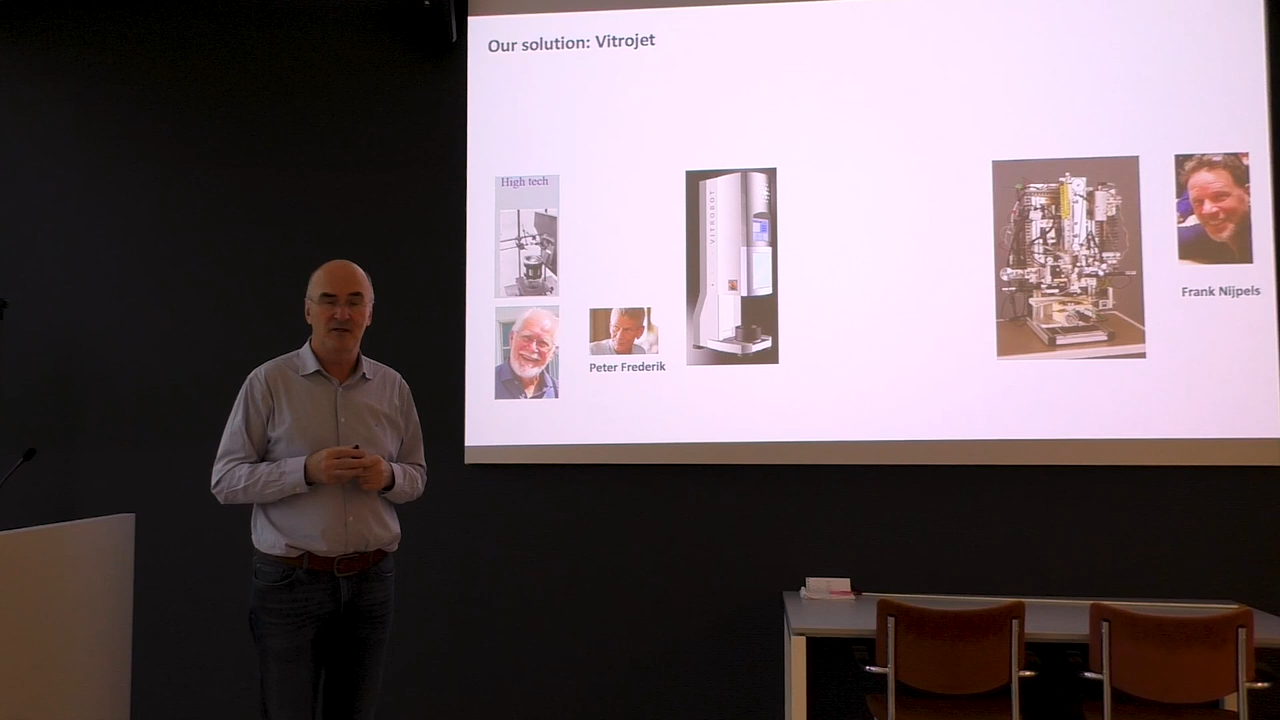 Our solution: Vitrojet
High tech
VITROBOT
Peter Frederik
Frank Nijpels